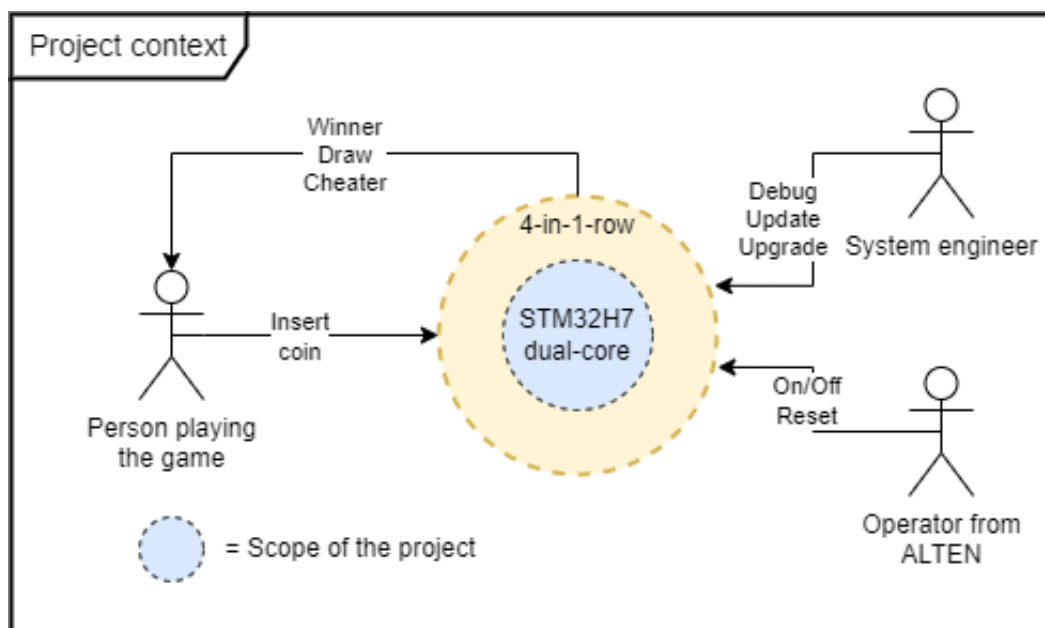 Project context
Winner
Draw
Cheater
4-in-1-row
STM32H7
dual-core
Debug
Update
Upgrade
System engineer
Insert
coin
Person playing
the game
On/Off
Reset
Operator from
ALTEN
= Scope of the project